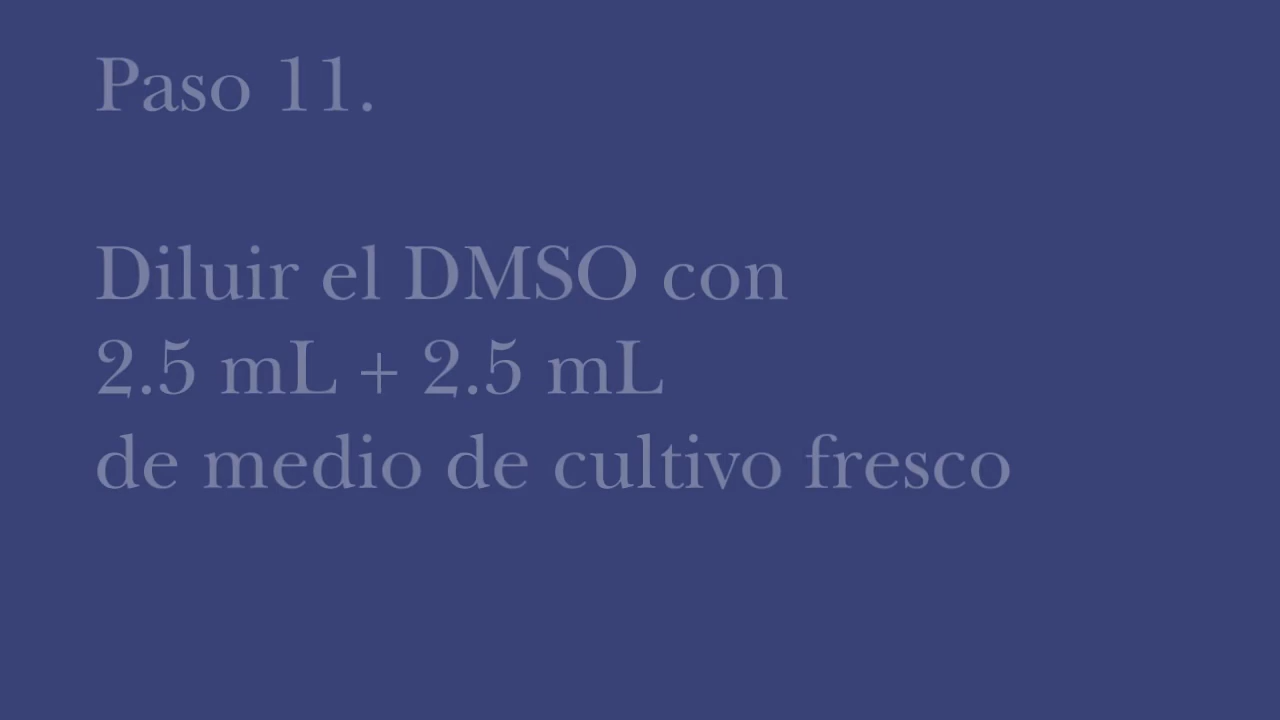 Paso 11.
Diluir el DMSO con
2.5 mL + 2.5 mL
de medio de cultivo fresco